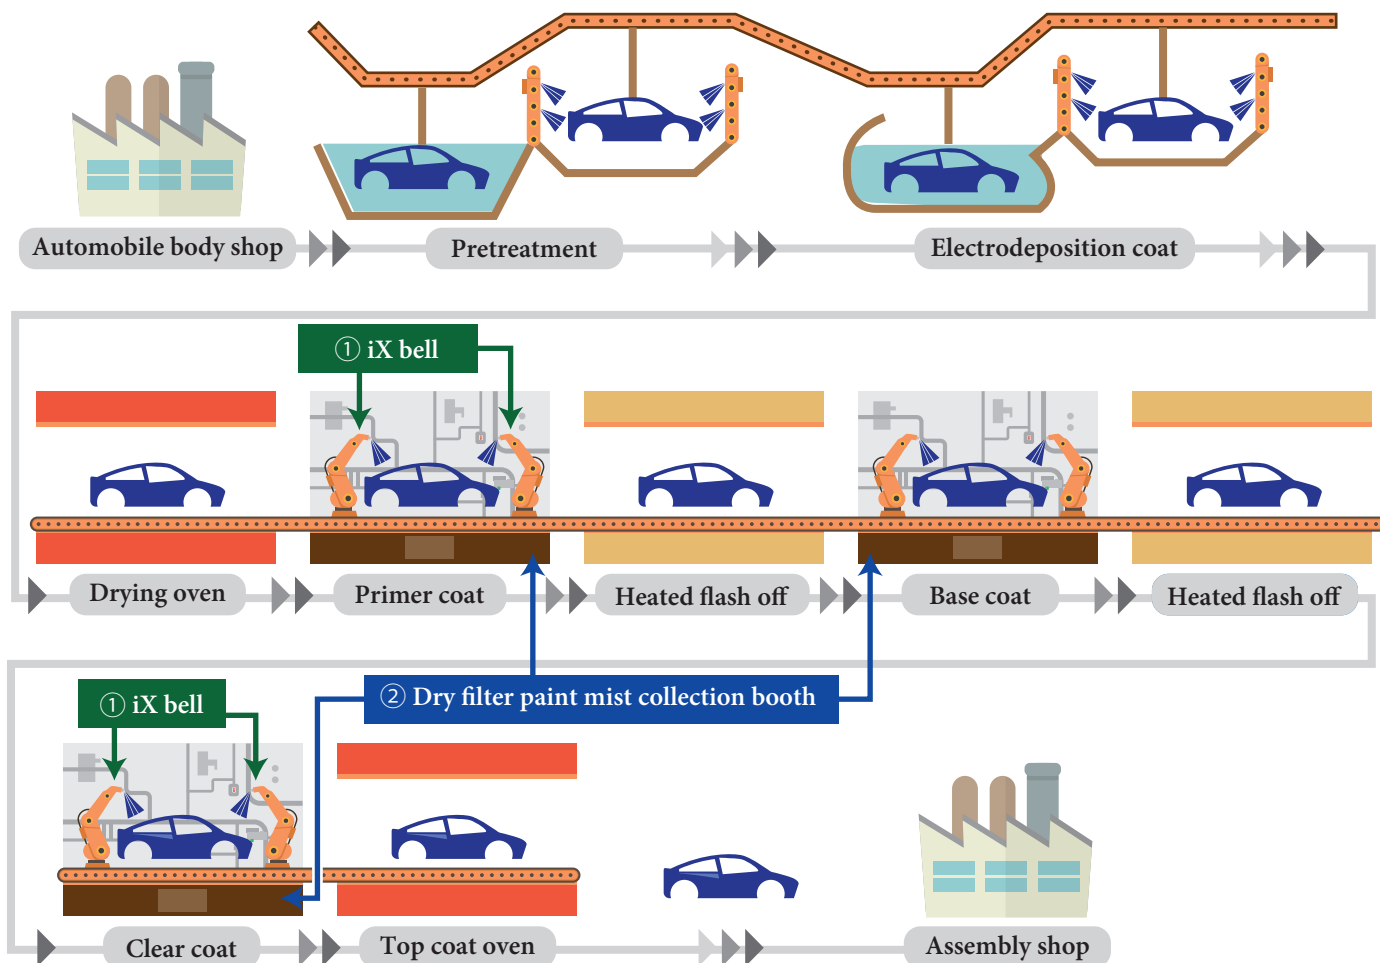 Automobile body shop
Pretreatment
Electrodeposition coat
① iX bell
Drying oven
Primer coat
Heated flash off
Base coat
Heated flash off
② Dry filter paint mist collection booth
① iX bell
Clear coat
Top coat oven
Assembly shop